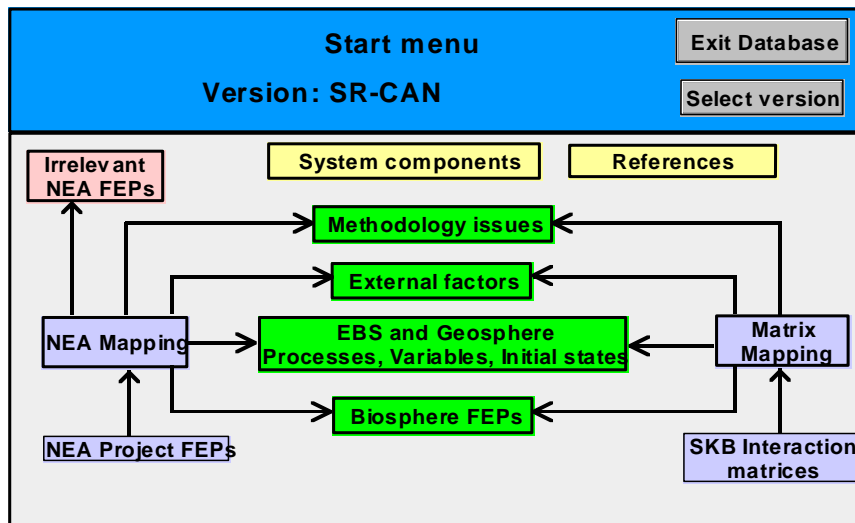 Start menu
Exit Database
Version: SR-CAN
Select version
Irrelevant
NEA FEPs
System components
References
Methodology issues
External factors
NEA Mapping
EBS and Geosphere
Processes, Variables, Initial states
Matrix
Mapping
Biosphere FEPs
NEA Project FEPs
SKB Interaction
matrices